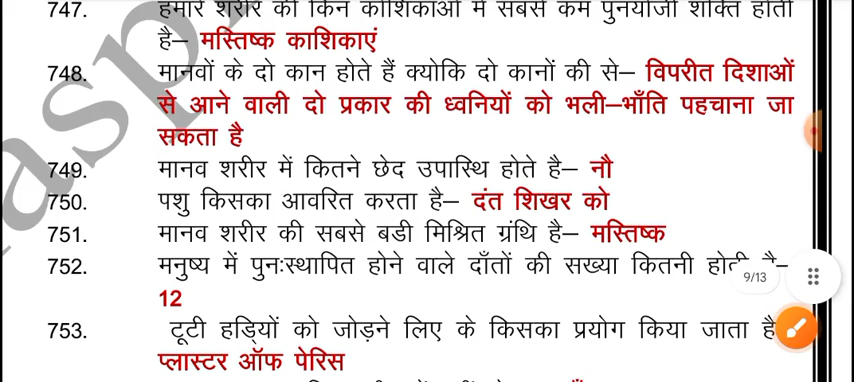 747. हमारे शरीर की किन कोशिकाओं में सबसे कम पुनर्योजी शक्ति होती
है– मस्तिष्क काशिकाएं
748. मानवों के दो कान होते हैं क्योकि दो कानों की से– विपरीत दिशाओं
से आने वाली दो प्रकार की ध्वनियों को भली–भाँति पहचाना जा
सकता है
749. मानव शरीर में कितने छेद उपास्थि होते है– नौ
750. पशु किसका आवरित करता है– दंत शिखर को
751. मानव शरीर की सबसे बडी मिश्रित ग्रंथि है– मस्तिष्क
752. मनुष्य में पुनःस्थापित होने वाले दाँतों की सख्या कितनी होती है–
9/13
12
753. टूटी हड्डियों को जोड़ने लिए के किसका प्रयोग किया जाता है
प्लास्टर ऑफ पेरिस